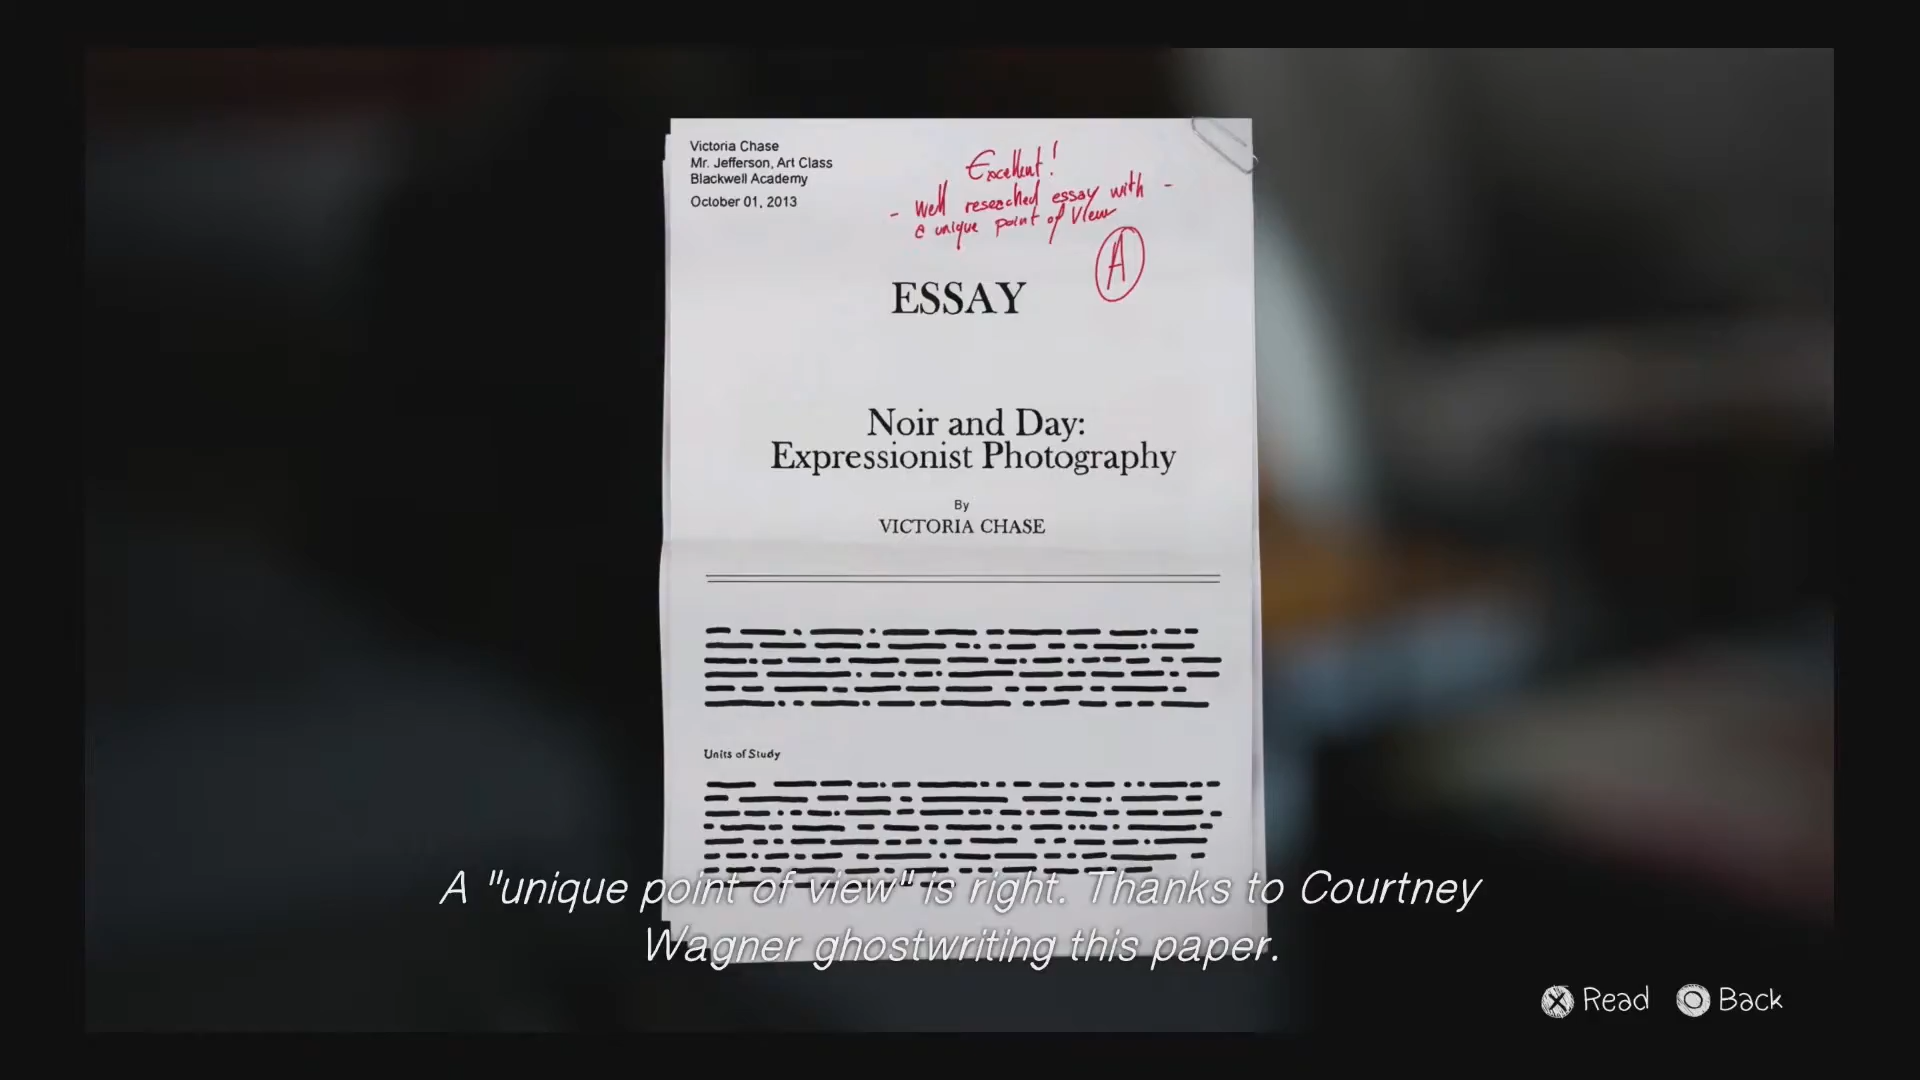 Victoria Chase
Mr. Jefferson, Art Class
Blackwell Academy
October 01, 2013
Excellent!
- Well reseached essay with -
a unique point of View
A
ESSAY
Noir and Day:
Expressionist Photography
By
VICTORIA CHASE
Units of Study
A "unique point of view" is right. Thanks to Courtney
Wagner ghostwriting this paper.
Read
Back